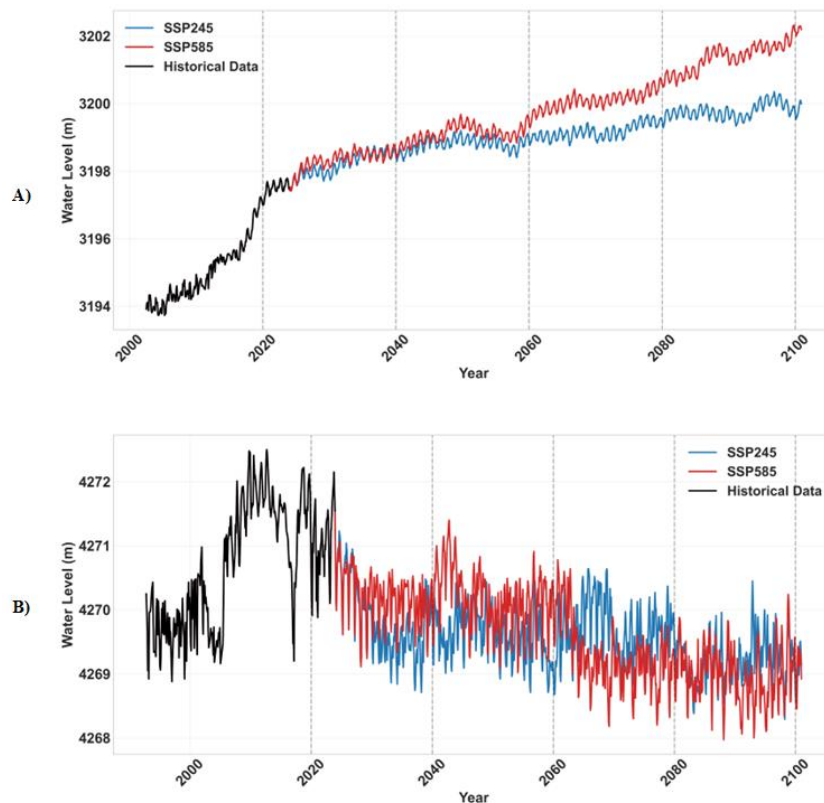 A)
Water Level (m)
3202
3200
3198
3196
3194
SSP245
SSP585
Historical Data
2000
2020
2040
2060
2080
2100
Year
B)
Water Level (m)
4272
4271
4270
4269
4268
SSP245
SSP585
Historical Data
2000
2020
2040
2060
2080
2100
Year